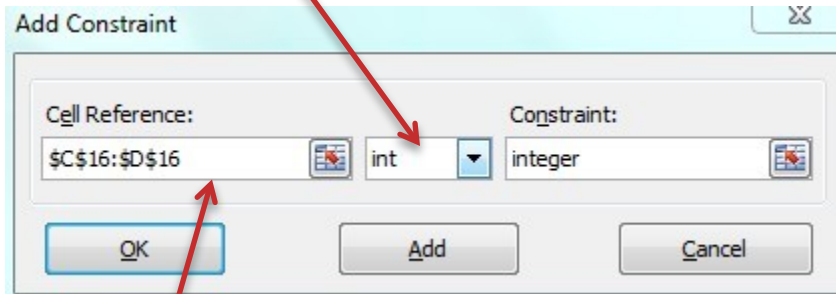 Add Constraint
Cell Reference: Constraint:
$C$16:$D$16 int integer
OK Add Cancel